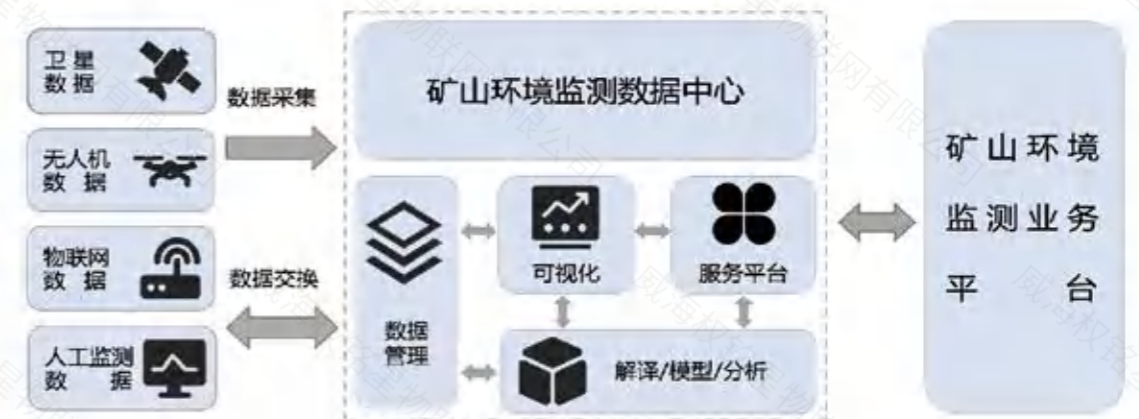 卫星
数据
无人机
数据
物联网
数据
人工监测
数据
数据采集
数据交换
矿山环境监测数据中心
数据
管理
可视化
服务平台
解译/模型/分析
矿山环境
监测业务
平台